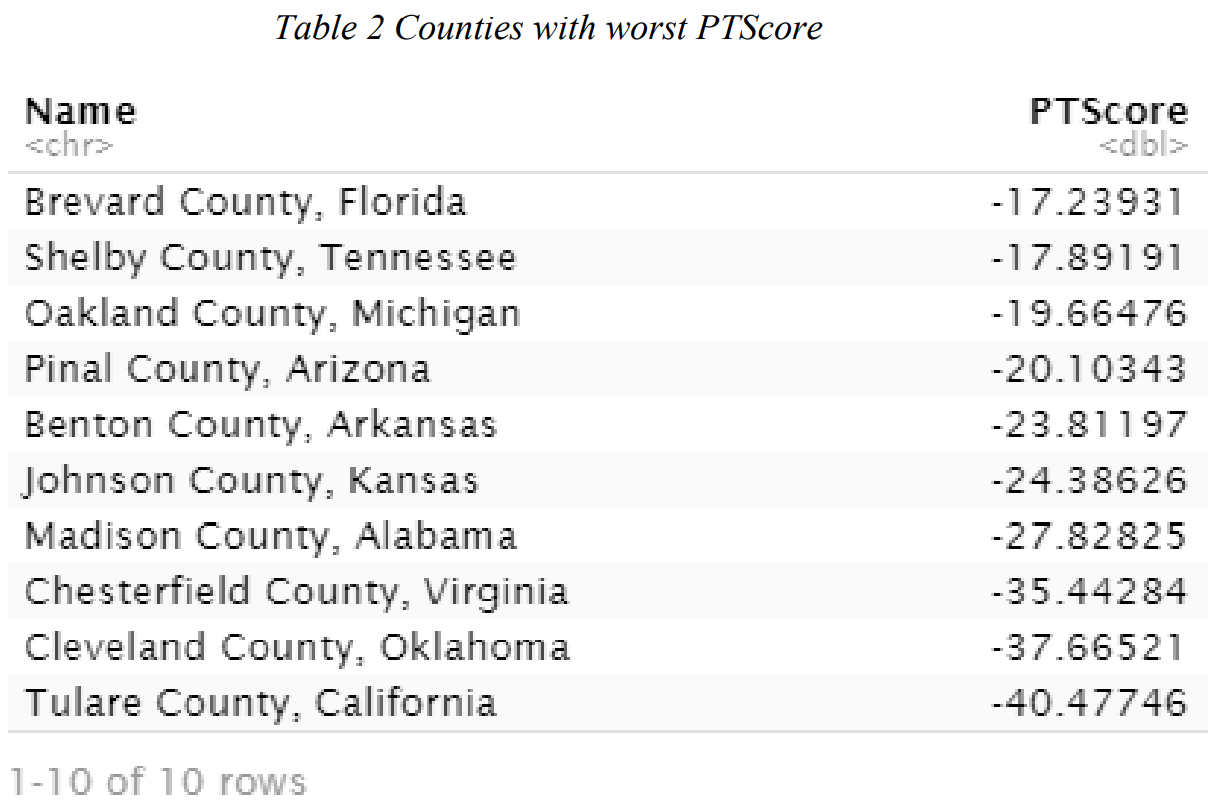 Table 2 Counties with worst PTScore
Name PTScore
<chr> <dbl>
Brevard County, Florida -17.23931
Shelby County, Tennessee -17.89191
Oakland County, Michigan -19.66476
Pinal County, Arizona -20.10343
Benton County, Arkansas -23.81197
Johnson County, Kansas -24.38626
Madison County, Alabama -27.82825
Chesterfield County, Virginia -35.44284
Cleveland County, Oklahoma -37.66521
Tulare County, California -40.47746
1-10 of 10 rows